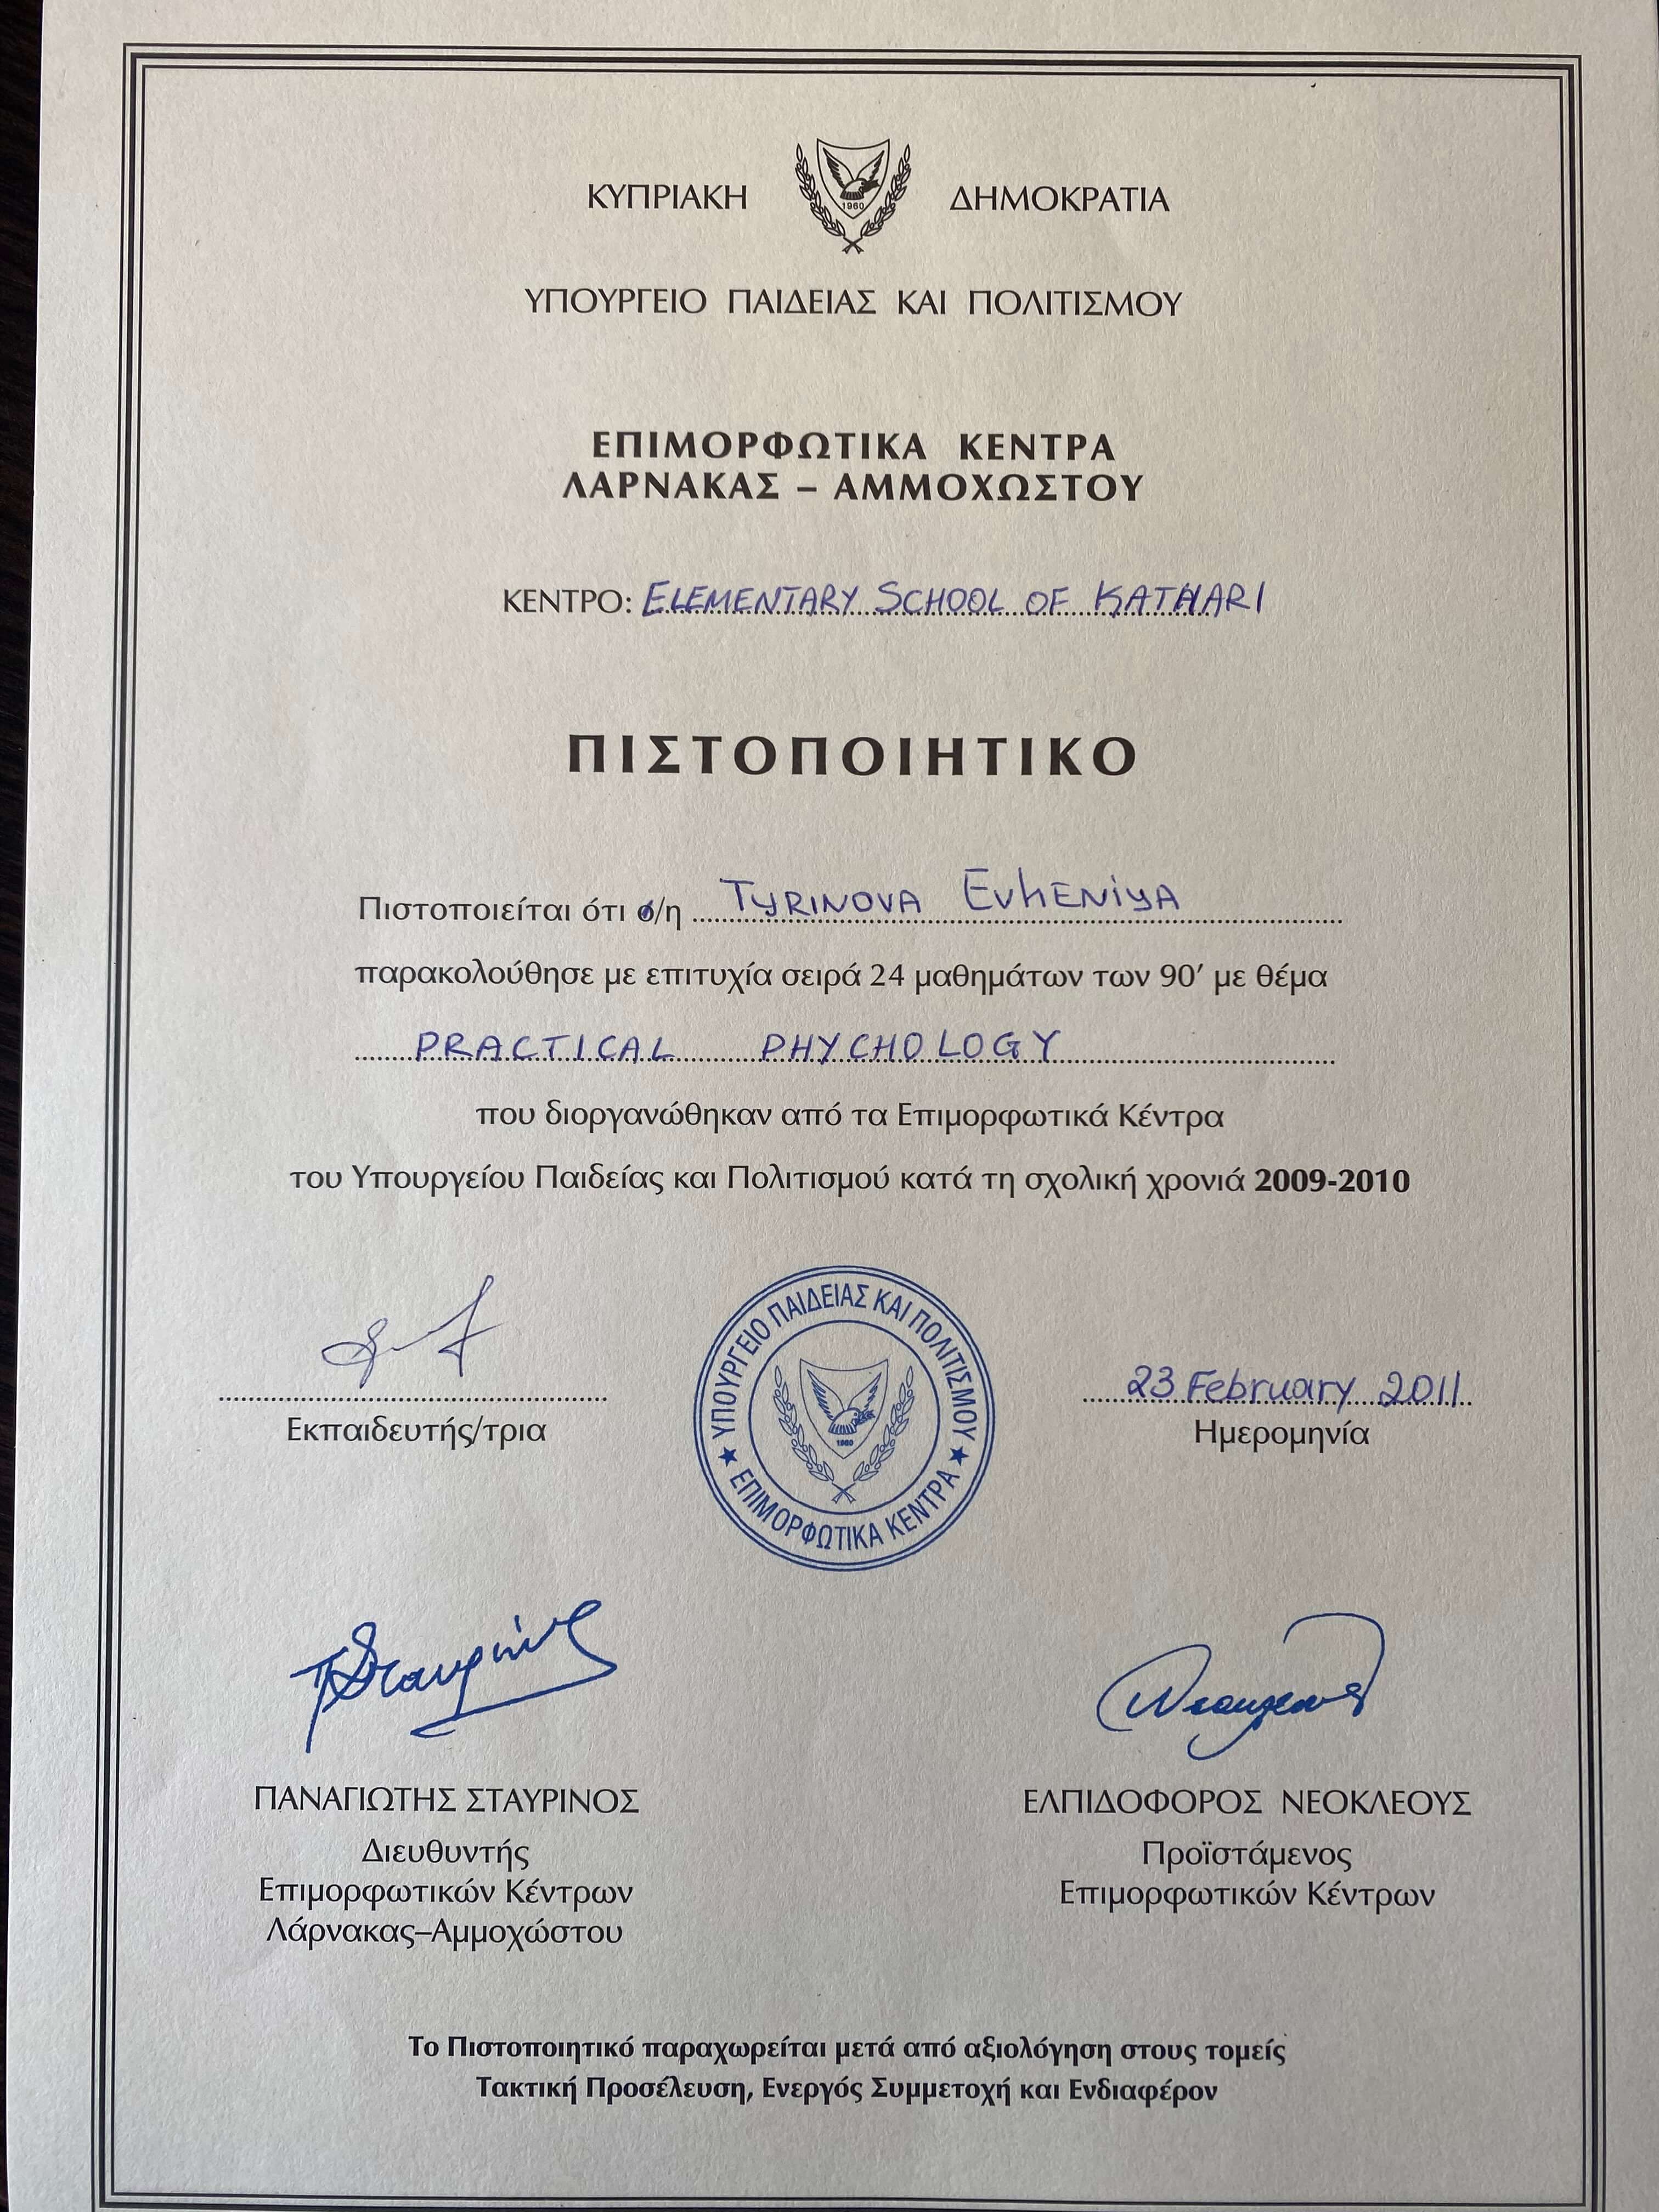 ΚΥΠΡΙΑΚΗ ΔΗΜΟΚΡΑΤΙΑ
1960
ΥΠΟΥΡΓΕΙΟ ΠΑΙΔΕΙΑΣ ΚΑΙ ΠΟΛΙΤΙΣΜΟΥ
ΕΠΙΜΟΡΦΩΤΙΚΑ ΚΕΝΤΡΑ
ΛΑΡΝΑΚΑΣ – ΑΜΜΟΧΩΣΤΟΥ
ΚΕΝΤΡΟ: ELEMENTARY SCHOOL OF KATHARI
ΠΙΣΤΟΠΟΙΗΤΙΚΟ
Πιστοποιείται ότι ο/η TYRINOVA EVHENIYA
παρακολούθησε με επιτυχία σειρά 24 μαθημάτων των 90' με θέμα
PRACTICAL PHYCHOLOGY
που διοργανώθηκαν από τα Επιμορφωτικά Κέντρα
του Υπουργείου Παιδείας και Πολιτισμού κατά τη σχολική χρονιά 2009-2010
ΥΠΟΥΡΓΕΙΟ ΠΑΙΔΕΙΑΣ ΚΑΙ ΠΟΛΙΤΙΣΜΟΥ
★ ΕΠΙΜΟΡΦΩΤΙΚΑ ΚΕΝΤΡΑ ★
1960
23 February 2011
Εκπαιδευτής/τρια
Ημερομηνία
ΠΑΝΑΓΙΩΤΗΣ ΣΤΑΥΡΙΝΟΣ
Διευθυντής
Επιμορφωτικών Κέντρων
Λάρνακας–Αμμοχώστου
ΕΛΠΙΔΟΦΟΡΟΣ ΝΕΟΚΛΕΟΥΣ
Προϊστάμενος
Επιμορφωτικών Κέντρων
Το Πιστοποιητικό παραχωρείται μετά από αξιολόγηση στους τομείς
Τακτική Προσέλευση, Ενεργός Συμμετοχή και Ενδιαφέρον